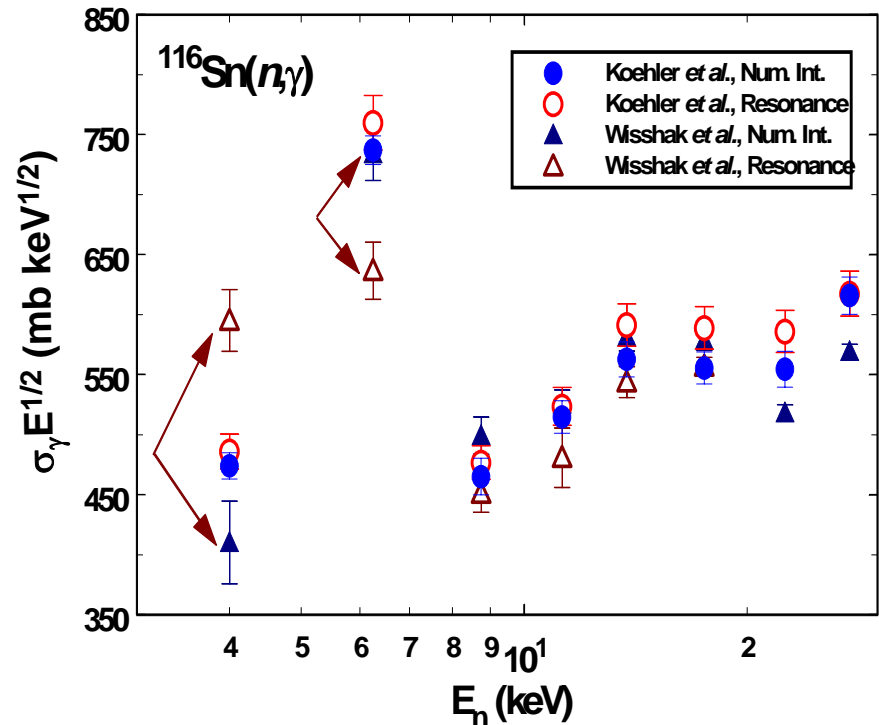 ¹¹⁶Sn(n,γ)
Koehler et al., Num. Int.
Koehler et al., Resonance
Wisshak et al., Num. Int.
Wisshak et al., Resonance
850
750
650
550
450
350
σγE¹/² (mb keV¹/²)
4 5 6 7 8 9 10¹ 2
Eₙ (keV)